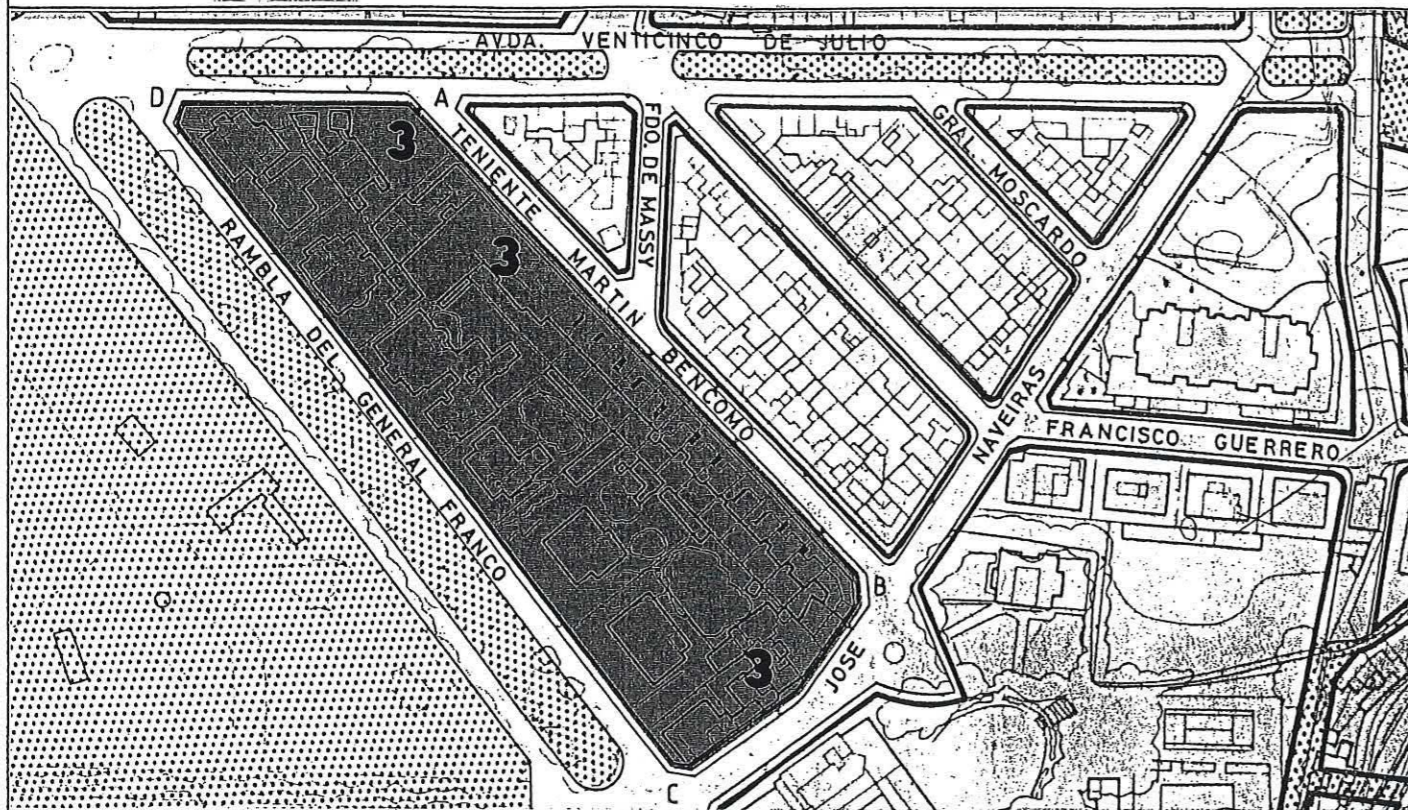 AVDA. VENTICINCO DE JULIO
D
A
3
TENIENTE MARTIN BENCOMO
FDO. DE MASSY
GRAL. MOSCARDO
3
RAMBLA DEL GENERAL FRANCO
JOSE NAVEIRAS
FRANCISCO GUERRERO
B
3
C